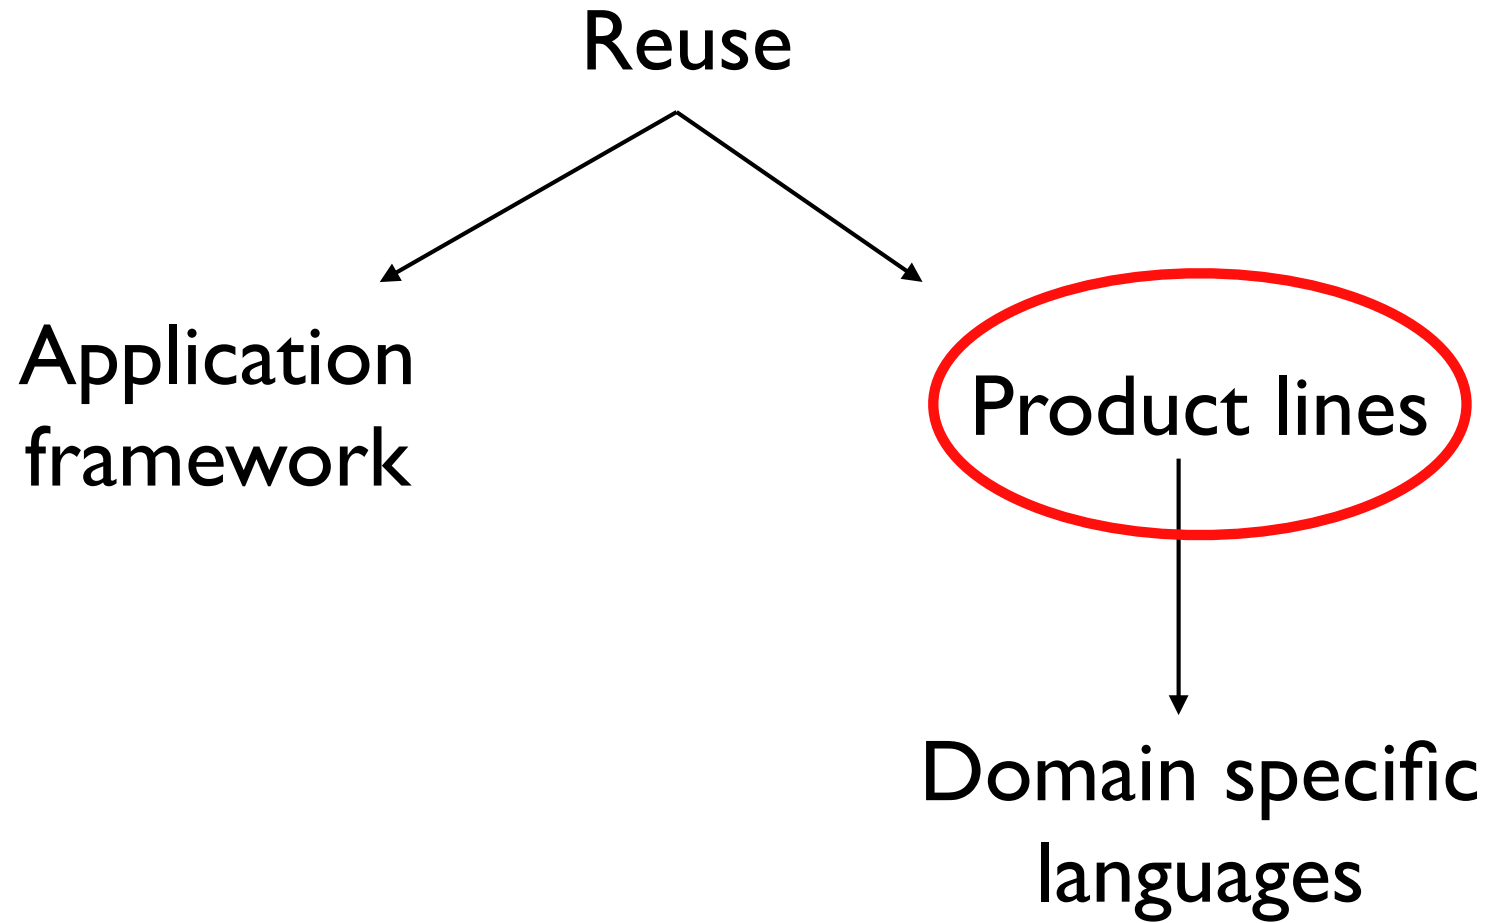 Reuse
Application
framework
Product lines
Domain specific
languages